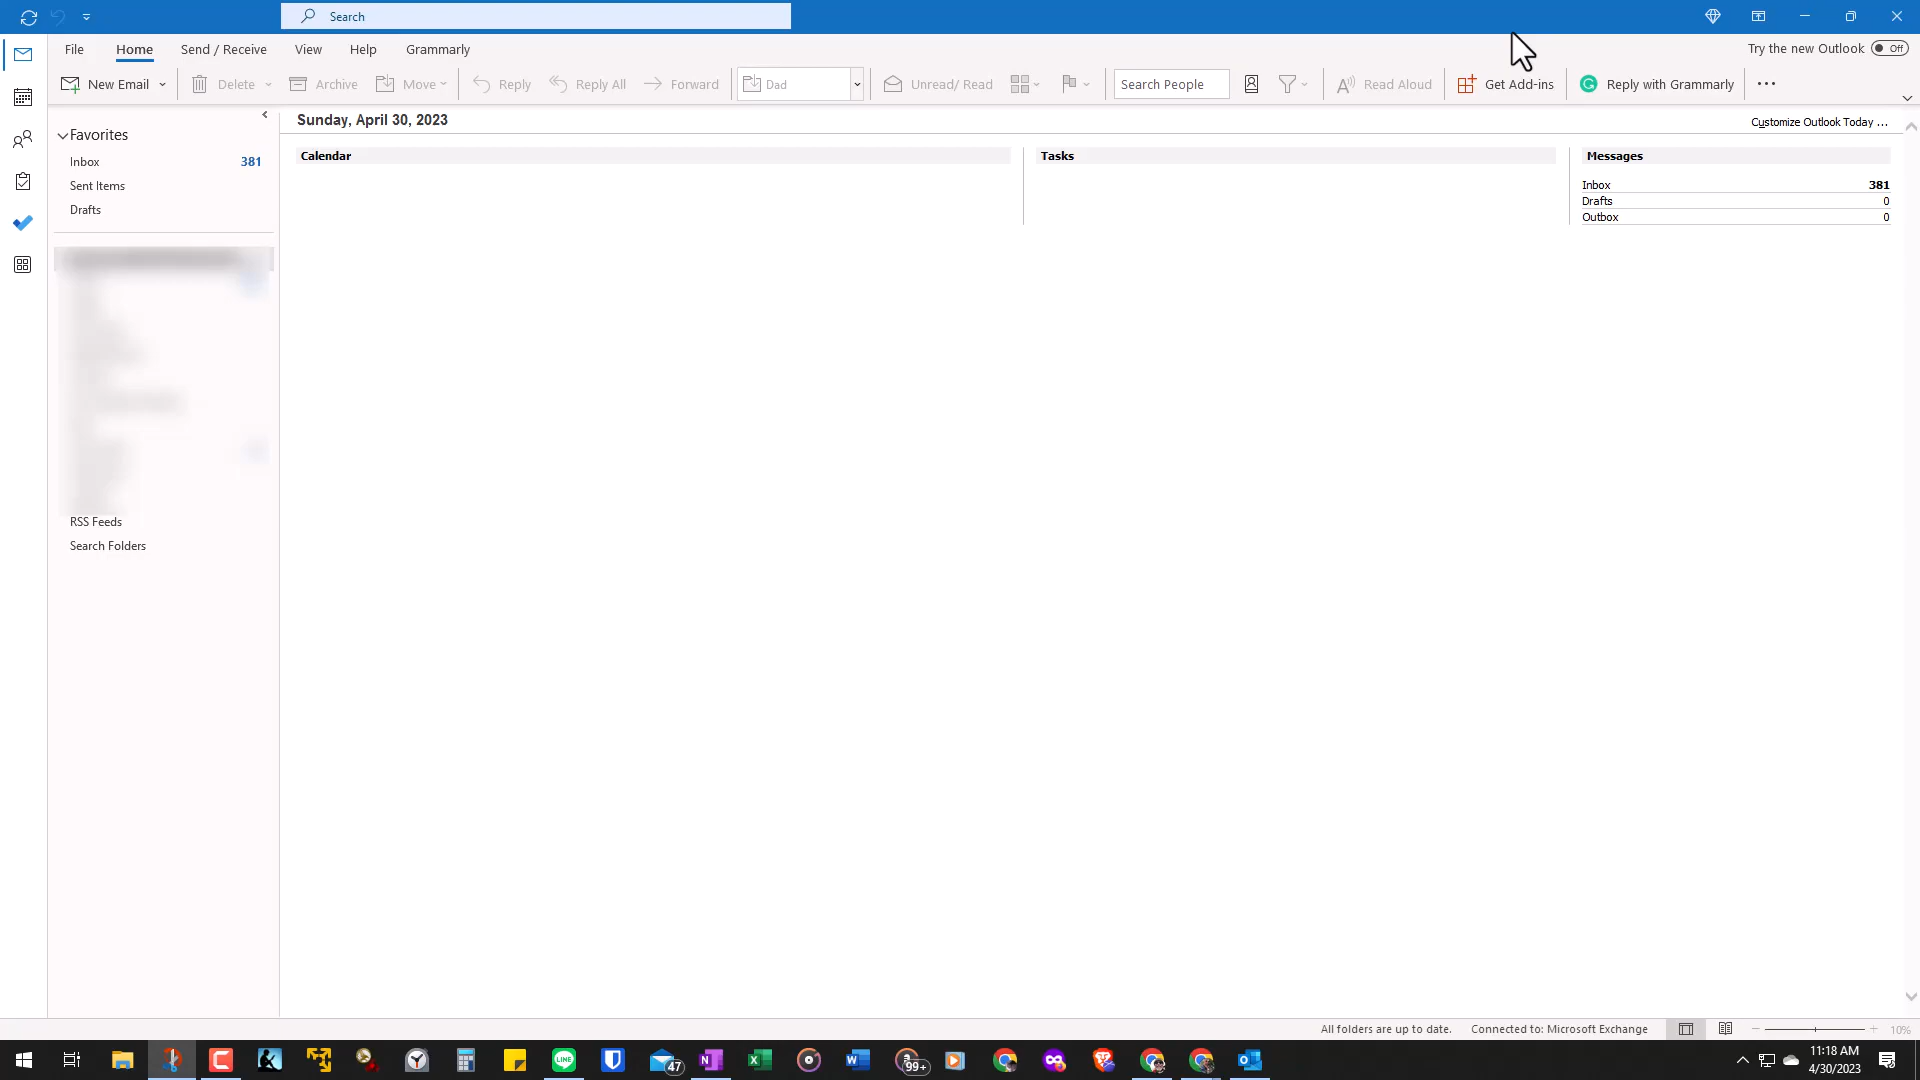 Search
File Home Send / Receive View Help Grammarly
Try the new Outlook Off
New Email Delete Archive Move Reply Reply All Forward Dad Unread/ Read Search People Read Aloud Get Add-ins Reply with Grammarly
Favorites
Inbox 381
Sent Items
Drafts
RSS Feeds
Search Folders
Sunday, April 30, 2023
Customize Outlook Today ...
Calendar
Tasks
Messages
Inbox 381
Drafts 0
Outbox 0
All folders are up to date. Connected to: Microsoft Exchange 10%
LINE
47
99+
11:18 AM
4/30/2023